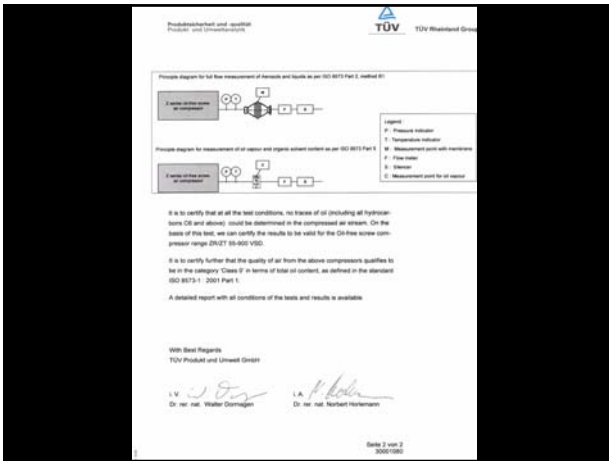 Produktsicherheit und -qualität
Produkt- und Umweltanalytik
TÜV
TÜV Rheinland Group
Principle diagram for full flow measurement of Aerosols and liquids as per ISO 8573 Part 2, method B1
Z series oil-free screw
air compressor
P
T
M
F
S
Legend :
P : Pressure indicator
T : Temperature indicator
M : Measurement point with membrane
F : Flow meter
S : Silencer
C : Measurement point for oil vapour
Principle diagram for measurement of oil vapour and organic solvent content as per ISO 8573 Part 5
Z series oil-free screw
air compressor
P
T
C
F
S
It is to certify that at all the test conditions, no traces of oil (including all hydrocar-
bons C6 and above) could be determined in the compressed air stream. On the
basis of this test, we can certify the results to be valid for the Oil-free screw com-
pressor range ZR/ZT 55-900 VSD.
It is to certify further that the quality of air from the above compressors qualifies to
be in the category 'Class 0' in terms of total oil content, as defined in the standard
ISO 8573-1 : 2001 Part 1.
A detailed report with all conditions of the tests and results is available
With Best Regards
TÜV Produkt und Umwelt GmbH
i.V.
i.A.
Dr. rer. nat. Walter Dormagen
Dr. rer. nat. Norbert Horlemann
Seite 2 von 2
30001080